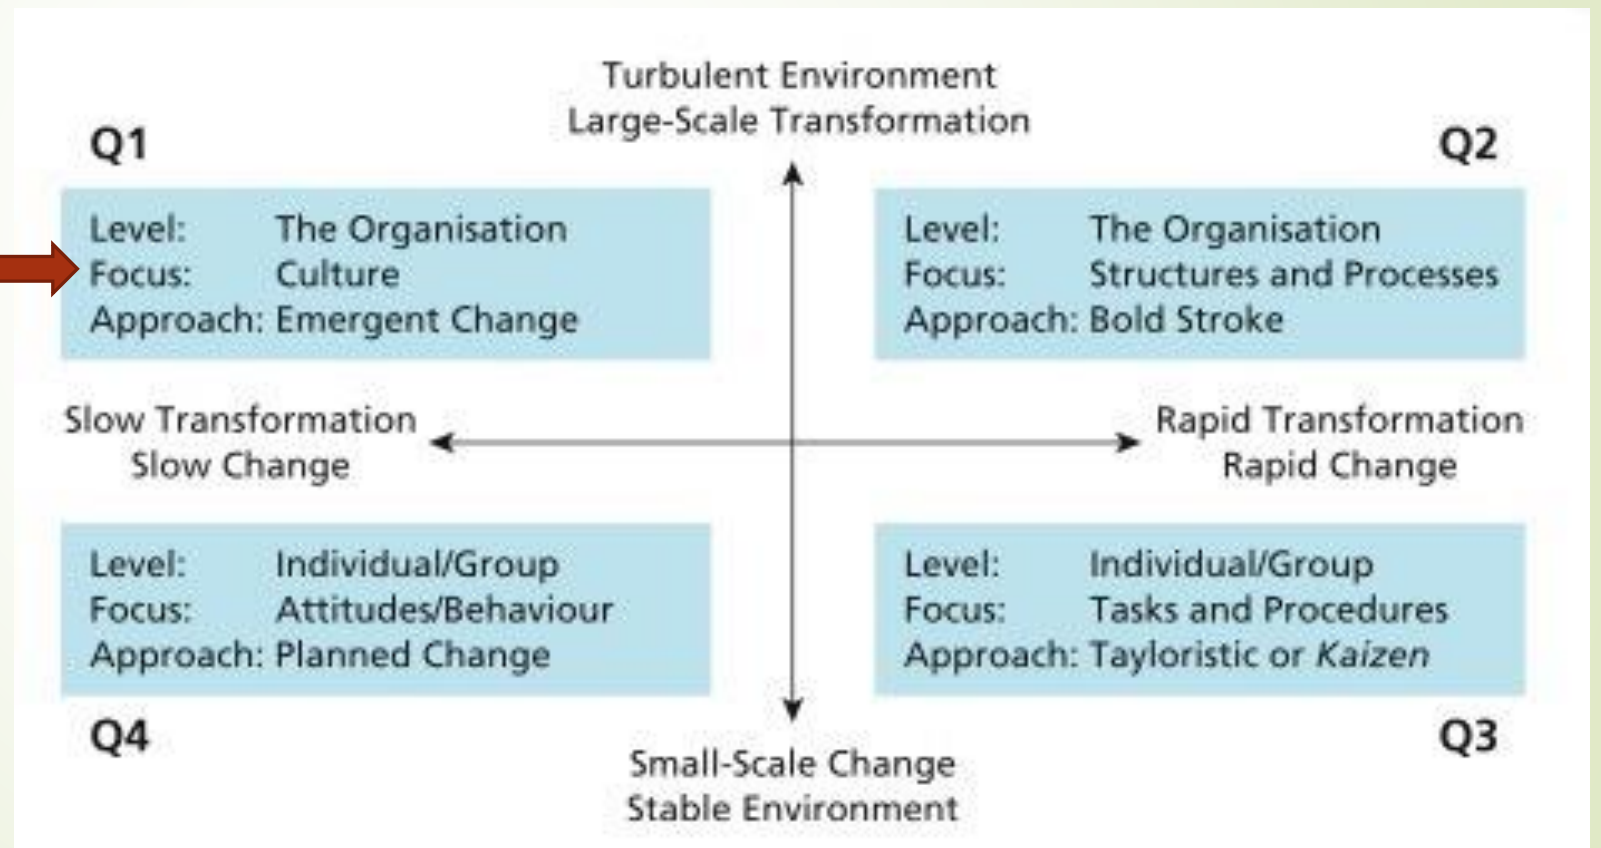 Turbulent Environment
Large-Scale Transformation
Q1
Q2
Level: The Organisation
Focus: Culture
Approach: Emergent Change
Level: The Organisation
Focus: Structures and Processes
Approach: Bold Stroke
Slow Transformation
Slow Change
Rapid Transformation
Rapid Change
Level: Individual/Group
Focus: Attitudes/Behaviour
Approach: Planned Change
Level: Individual/Group
Focus: Tasks and Procedures
Approach: Tayloristic or Kaizen
Q4
Q3
Small-Scale Change
Stable Environment